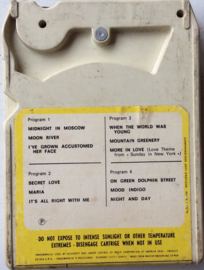 Program 1
MIDNIGHT IN MOSCOW
MOON RIVER
I'VE GROWN ACCUSTOMED
HER FACE
Program 2
SECRET LOVE
MARIA
IT'S ALL RIGHT WITH ME
Program 3
WHEN THE WORLD WAS
YOUNG
MOUNTAIN GREENERY
MORE IN LOVE (Love Theme
from « Sunday in New York »)
Program 4
ON GREEN DOLPHIN STREET
MOOD INDIGO
NIGHT AND DAY
DO NOT EXPOSE TO INTENSE SUNLIGHT OR OTHER TEMPERATURE
EXTREMES - DISENGAGE CARTRIGE WHEN NOT IN USE